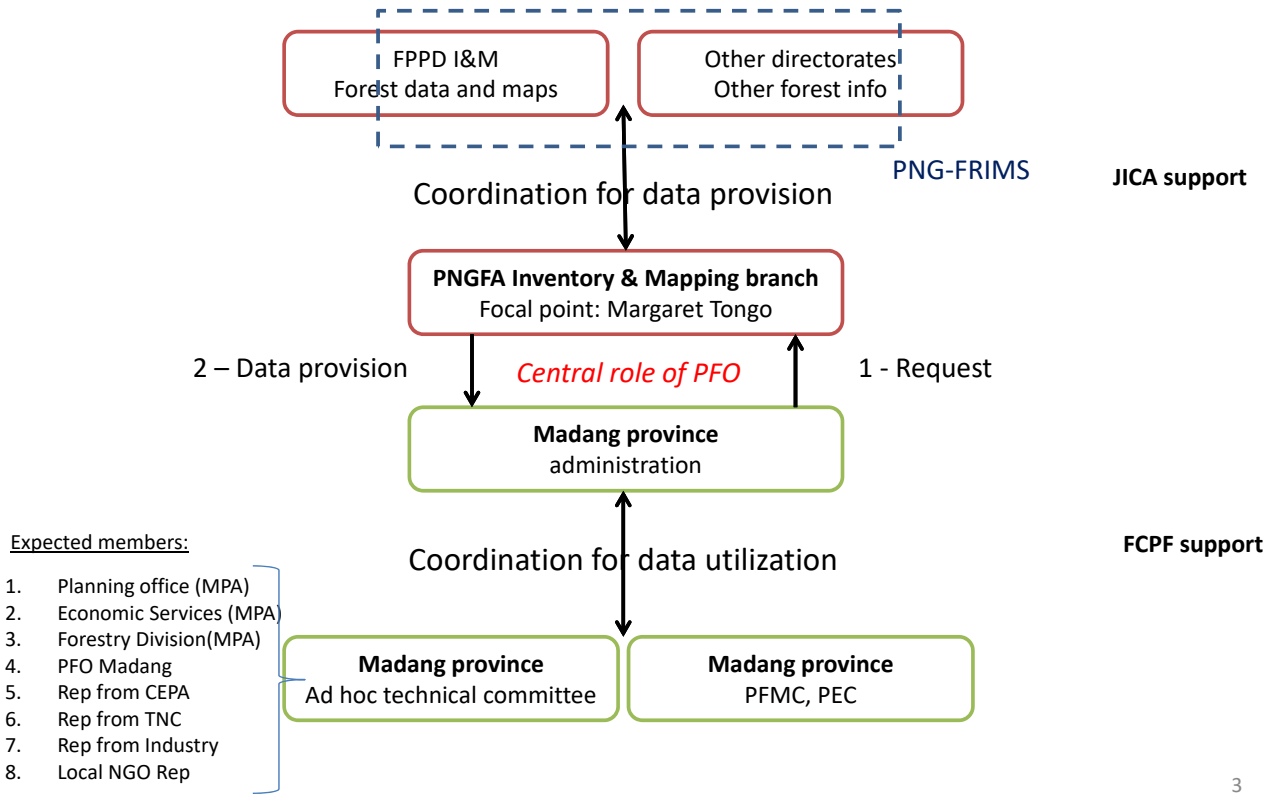 FPPD I&M
Forest data and maps
Other directorates
Other forest info
PNG-FRIMS
JICA support
Coordination for data provision
PNGFA Inventory & Mapping branch
Focal point: Margaret Tongo
2 – Data provision
Central role of PFO
1 - Request
Madang province
administration
Expected members:
FCPF support
Coordination for data utilization
1. Planning office (MPA)
2. Economic Services (MPA)
3. Forestry Division(MPA)
4. PFO Madang
5. Rep from CEPA
6. Rep from TNC
7. Rep from Industry
8. Local NGO Rep
Madang province
Ad hoc technical committee
Madang province
PFMC, PEC
3